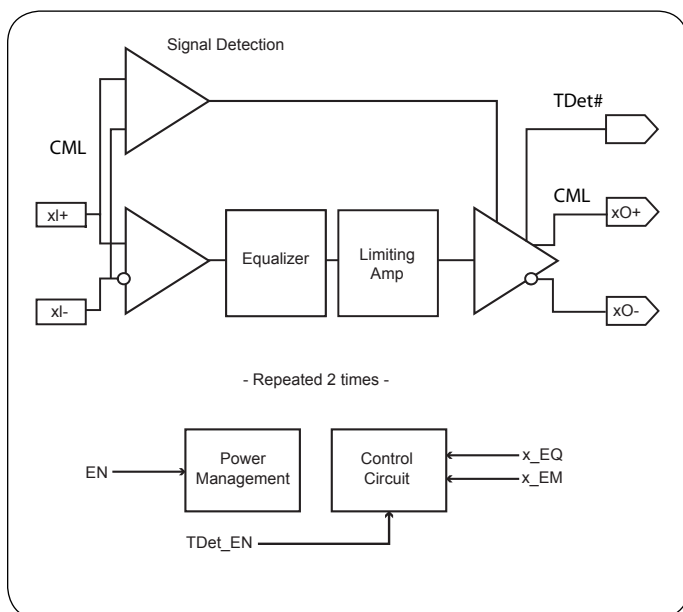 Signal Detection
TDet#
CML
CML
xI+
xO+
Equalizer
Limiting
Amp
xI-
xO-
- Repeated 2 times -
EN
Power
Management
Control
Circuit
x_EQ
x_EM
TDet_EN